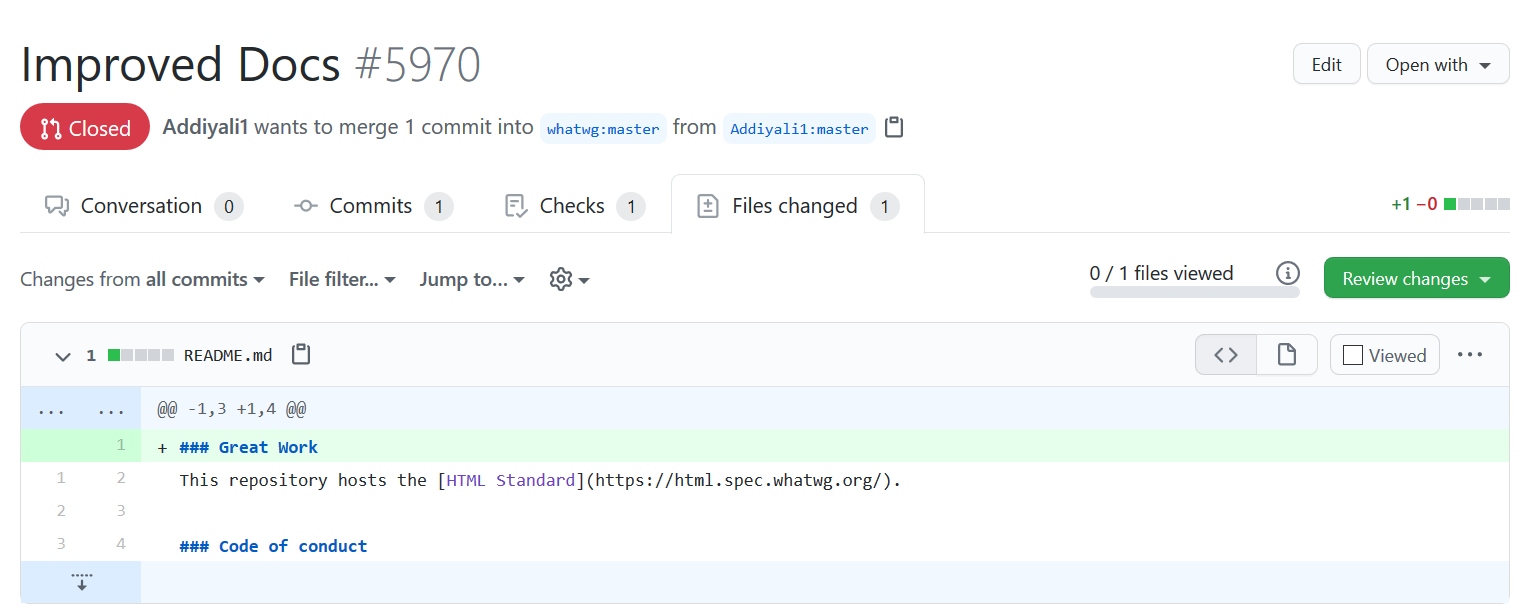 Improved Docs #5970
Edit
Open with
Closed Addiyali1 wants to merge 1 commit into whatwg:master from Addiyali1:master
Conversation 0 Commits 1 Checks 1 Files changed 1
+1 −0
Changes from all commits File filter... Jump to...
0 / 1 files viewed
Review changes
1 README.md
Viewed
... ... @@ -1,3 +1,4 @@
1 + ### Great Work
1 2 This repository hosts the [HTML Standard](https://html.spec.whatwg.org/).
2 3
3 4 ### Code of conduct